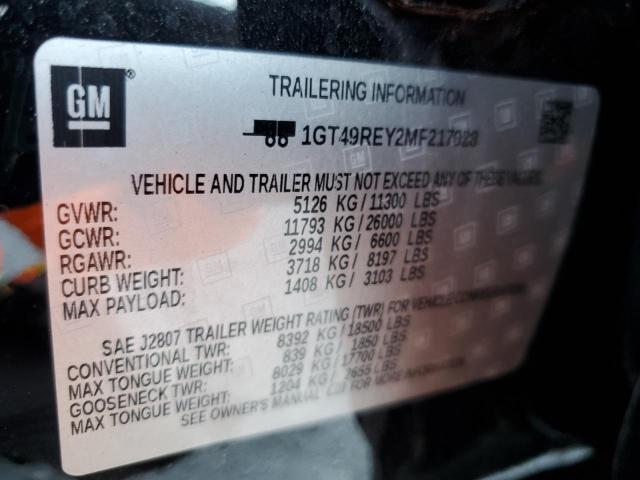 GM ®
TRAILERING INFORMATION
1GT49REY2MF217028
VEHICLE AND TRAILER MUST NOT EXCEED ANY OF THESE VALUES.
GVWR: 5126 KG/11300 LBS
GCWR: 11793 KG/26000 LBS
RGAWR: 2994 KG/ 6600 LBS
CURB WEIGHT: 3718 KG/ 8197 LBS
MAX PAYLOAD: 1408 KG/ 3103 LBS
SAE J2807 TRAILER WEIGHT RATING (TWR) FOR VEHICLE CONFIGURATION.
CONVENTIONAL TWR: 8392 KG/18500 LBS
MAX TONGUE WEIGHT: 839 KG/ 1850 LBS
GOOSENECK TWR: 8029 KG/17700 LBS
MAX TONGUE WEIGHT: 1204 KG/ 2655 LBS
SEE OWNER'S MANUAL FOR MORE INFORMATION.